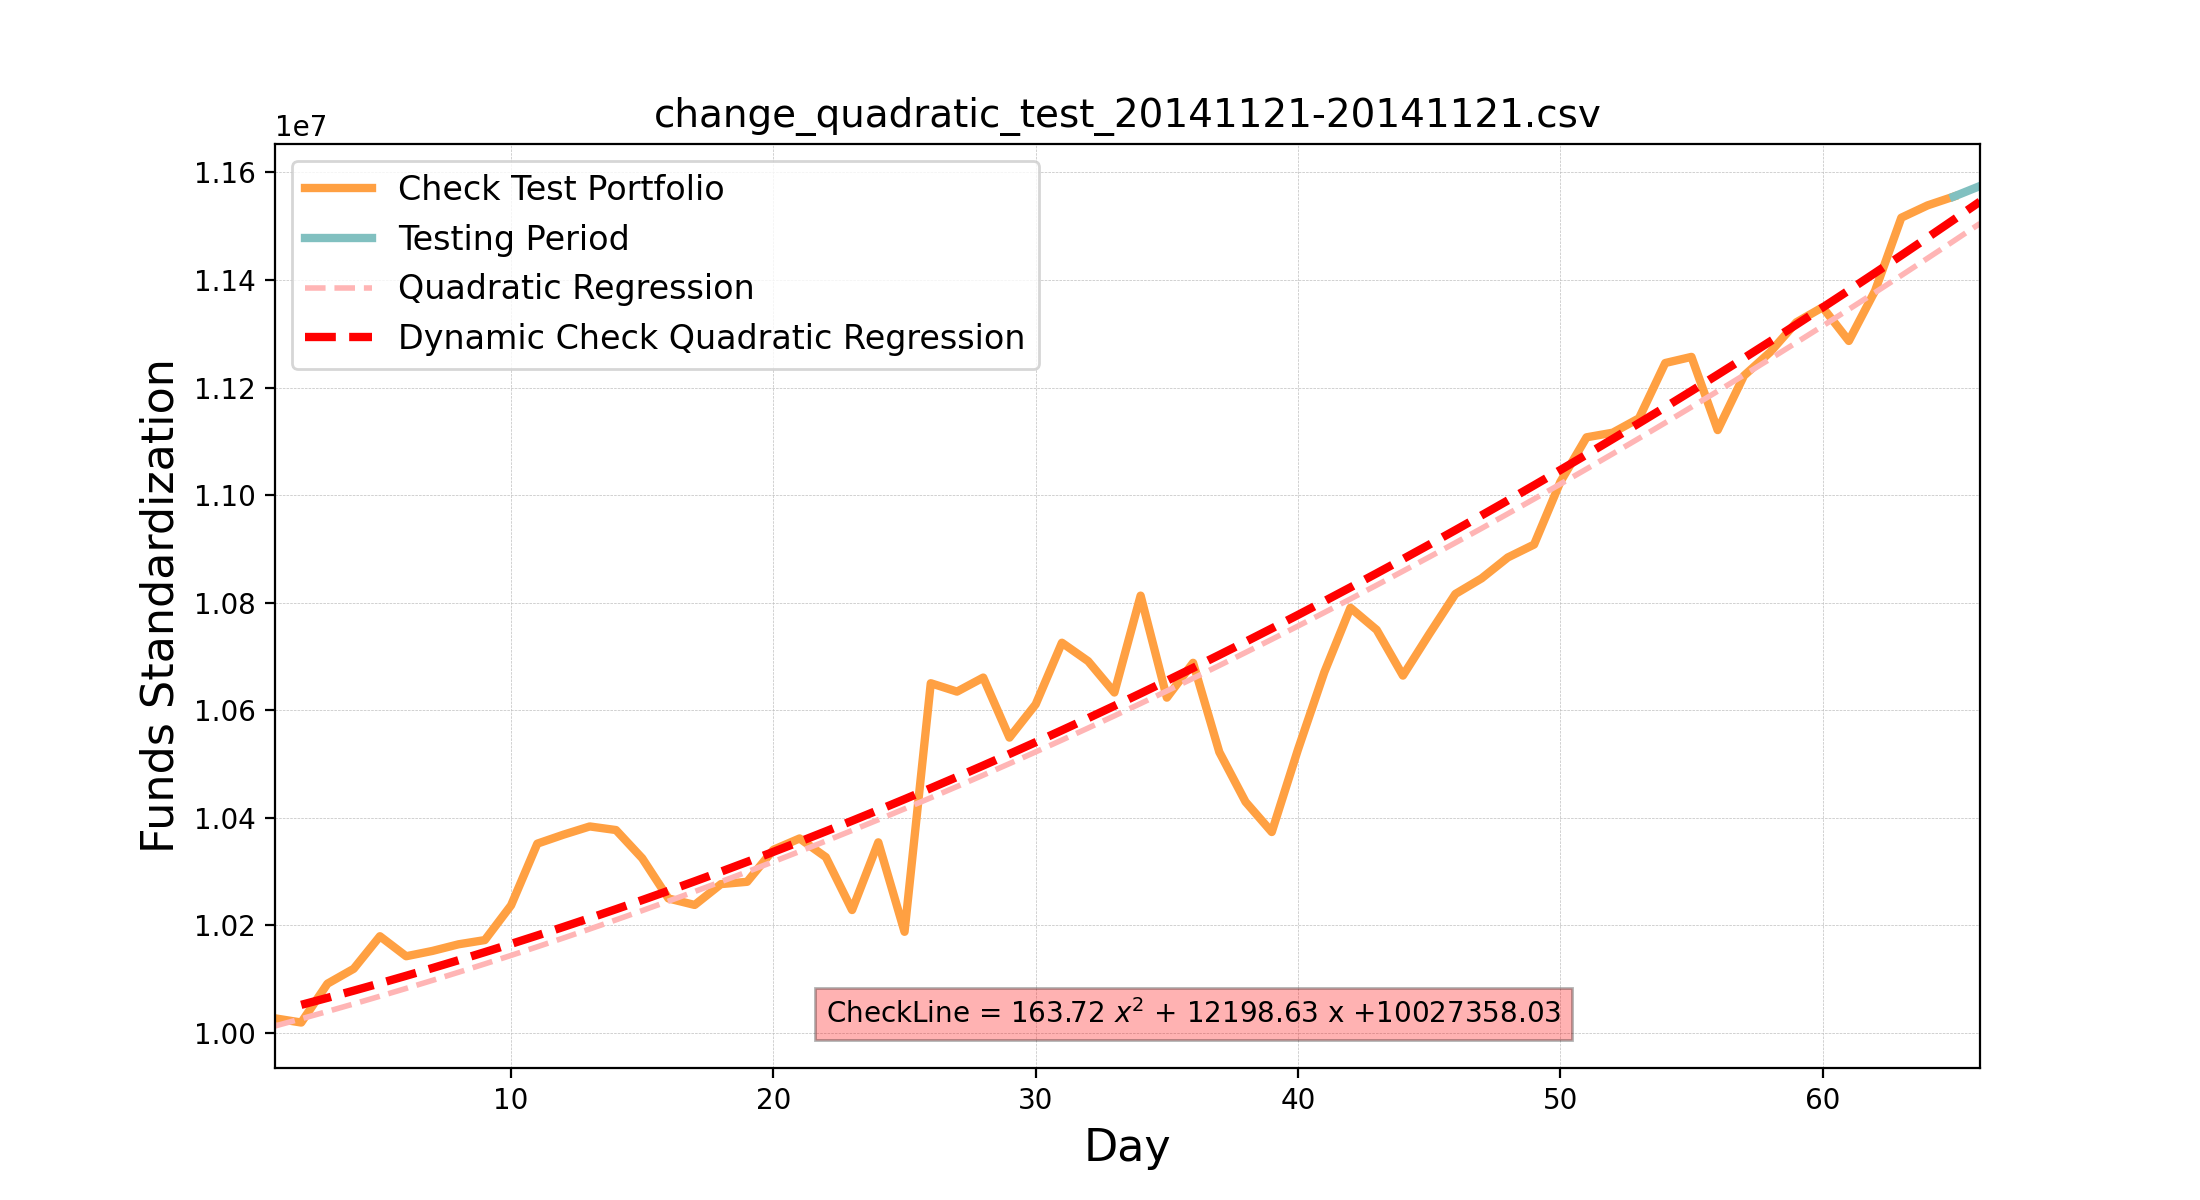 change_quadratic_test_20141121-20141121.csv
1e7
Check Test Portfolio
Testing Period
Quadratic Regression
Dynamic Check Quadratic Regression
1.16
1.14
1.12
1.10
1.08
1.06
1.04
1.02
1.00
Funds Standardization
CheckLine = 163.72 x² + 12198.63 x +10027358.03
10 20 30 40 50 60
Day